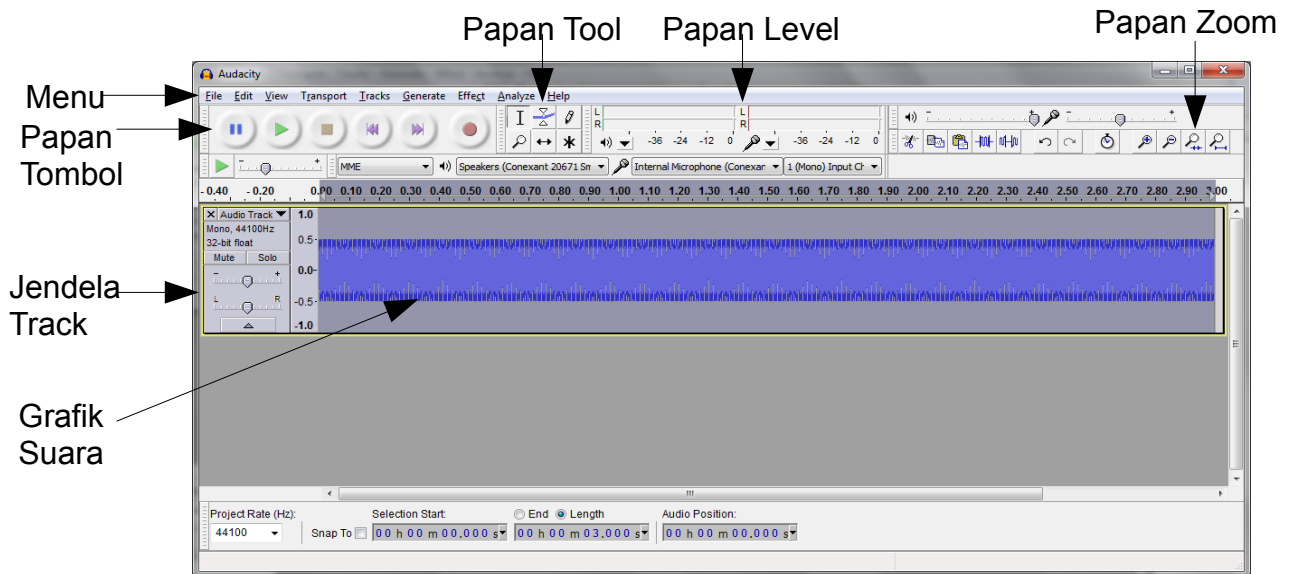 Papan Tool Papan Level Papan Zoom
Audacity
Menu
File Edit View Transport Tracks Generate Effect Analyze Help
Papan
Tombol
L
R
L
R
-36 -24 -12 0 -36 -24 -12 0
MME Speakers (Conexant 20671 Sm Internal Microphone (Conexan 1 (Mono) Input Ch
-0.40 -0.20 0.00 0.10 0.20 0.30 0.40 0.50 0.60 0.70 0.80 0.90 1.00 1.10 1.20 1.30 1.40 1.50 1.60 1.70 1.80 1.90 2.00 2.10 2.20 2.30 2.40 2.50 2.60 2.70 2.80 2.90 3.00
Audio Track 1.0
Mono, 44100Hz
32-bit float 0.5
Mute Solo
0.0
L R -0.5
-1.0
Jendela
Track
Grafik
Suara
Project Rate (Hz): Selection Start: End Length Audio Position:
44100 Snap To 00 h 00 m 00.000 s 00 h 00 m 03.000 s 00 h 00 m 00.000 s